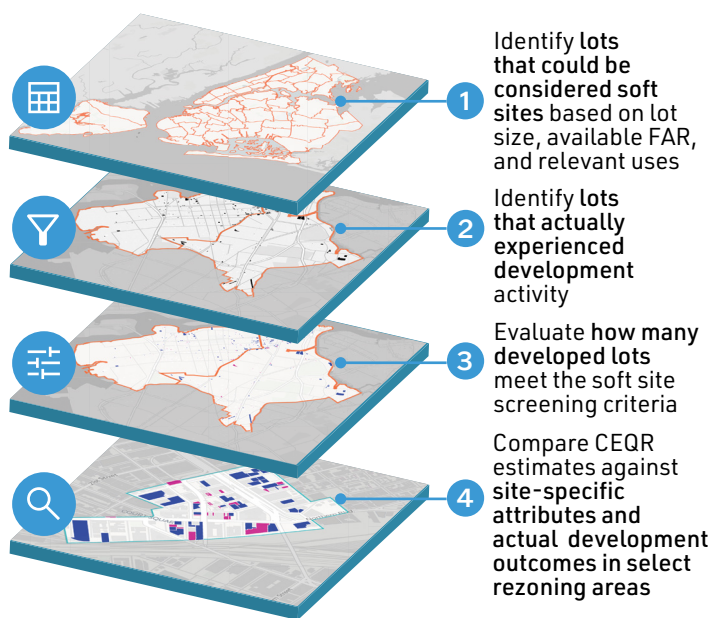 1
Identify lots
that could be
considered soft
sites based on lot
size, available FAR,
and relevant uses
2
Identify lots
that actually
experienced
development
activity
3
Evaluate how many
developed lots
meet the soft site
screening criteria
4
Compare CEQR
estimates against
site-specific
attributes and
actual development
outcomes in select
rezoning areas